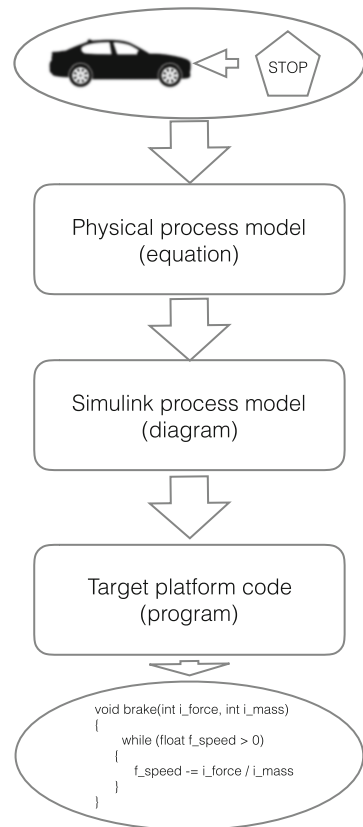 STOP
Physical process model
(equation)
Simulink process model
(diagram)
Target platform code
(program)
void brake(int i_force, int i_mass)
{
while (float f_speed > 0)
{
f_speed -= i_force / i_mass
}
}